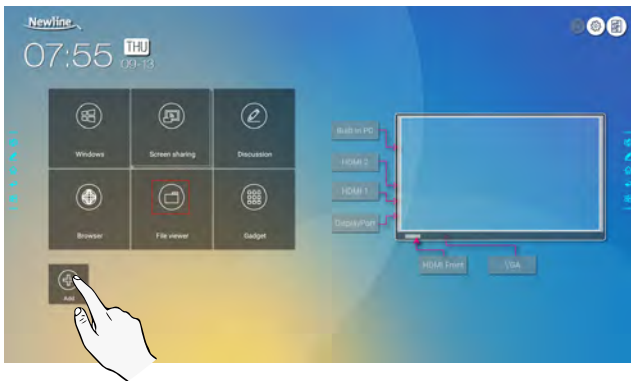 Newline
07:55 THU
09-13
Windows
Screen sharing
Discussion
Browser
File viewer
Gadget
Add
Built-in PC
HDMI 2
HDMI 1
DisplayPort
HDMI Front
VGA